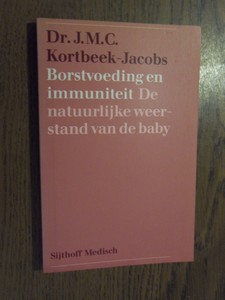 Dr. J.M.C.
Kortbeek-Jacobs
Borstvoeding en
immuniteit De
natuurlijke weer-
stand van de baby
Sijthoff Medisch